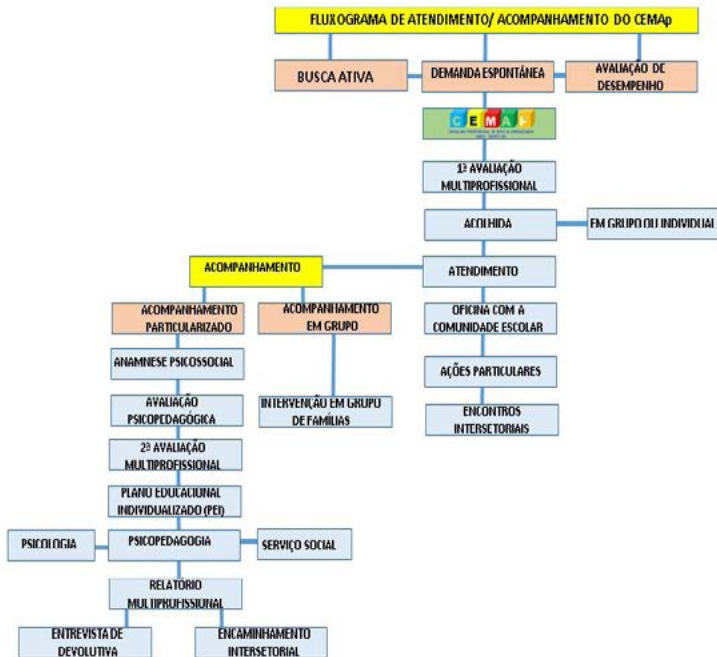 FLUXOGRAMA DE ATENDIMENTO/ ACOMPANHAMENTO DO CEMAp
BUSCA ATIVA
DEMANDA ESPONTÂNEA
AVALIAÇÃO DE
DESEMPENHO
CEMAP
1ª AVALIAÇÃO
MULTIPROFISSIONAL
ACOLHIDA
EM GRUPO OU INDIVIDUAL
ACOMPANHAMENTO
ATENDIMENTO
ACOMPANHAMENTO
PARTICULARIZADO
ACOMPANHAMENTO
EM GRUPO
OFICINA COM A
COMUNIDADE ESCOLAR
ANAMNESE PSICOSSOCIAL
AÇÕES PARTICULARES
AVALIAÇÃO
PSICOPEDAGÓGICA
INTERVENÇÃO EM GRUPO
DE FAMÍLIAS
ENCONTROS
INTERSETORIAIS
2ª AVALIAÇÃO
MULTIPROFISSIONAL
PLANO EDUCACIONAL
INDIVIDUALIZADO (PEI)
PSICOLOGIA
PSICOPEDAGOGIA
SERVIÇO SOCIAL
RELATÓRIO
MULTIPROFISSIONAL
ENTREVISTA DE
DEVOLUTIVA
ENCAMINHAMENTO
INTERSETORIAL